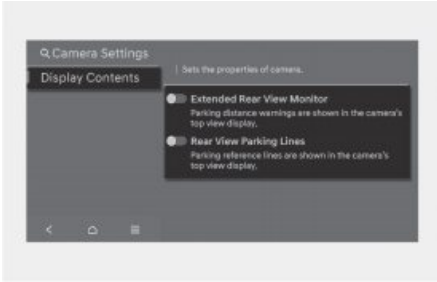 Camera Settings
Display Contents
Sets the properties of camera.
Extended Rear View Monitor
Parking distance warnings are shown in the camera's
top view display.
Rear View Parking Lines
Parking reference lines are shown in the camera's
top view display.